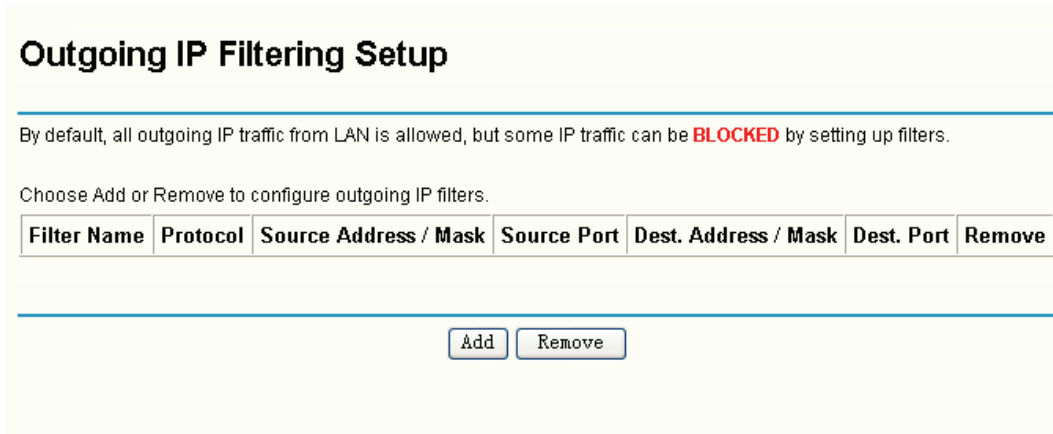 Outgoing IP Filtering Setup
By default, all outgoing IP traffic from LAN is allowed, but some IP traffic can be BLOCKED by setting up filters.
Choose Add or Remove to configure outgoing IP filters.
Filter Name Protocol Source Address / Mask Source Port Dest. Address / Mask Dest. Port Remove
Add Remove